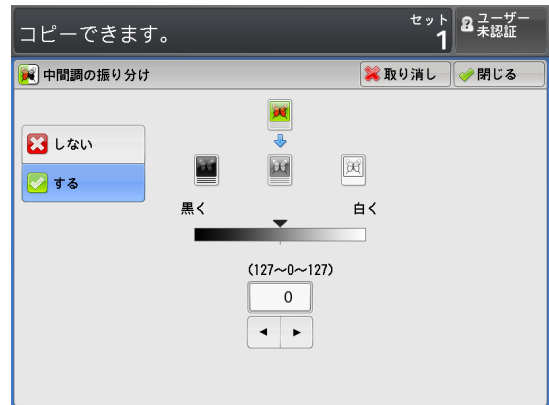 コピーできます。
セット
1
ユーザー
未認証
中間調の振り分け
取り消し
閉じる
しない
する
黒く
白く
(127～0～127)
0